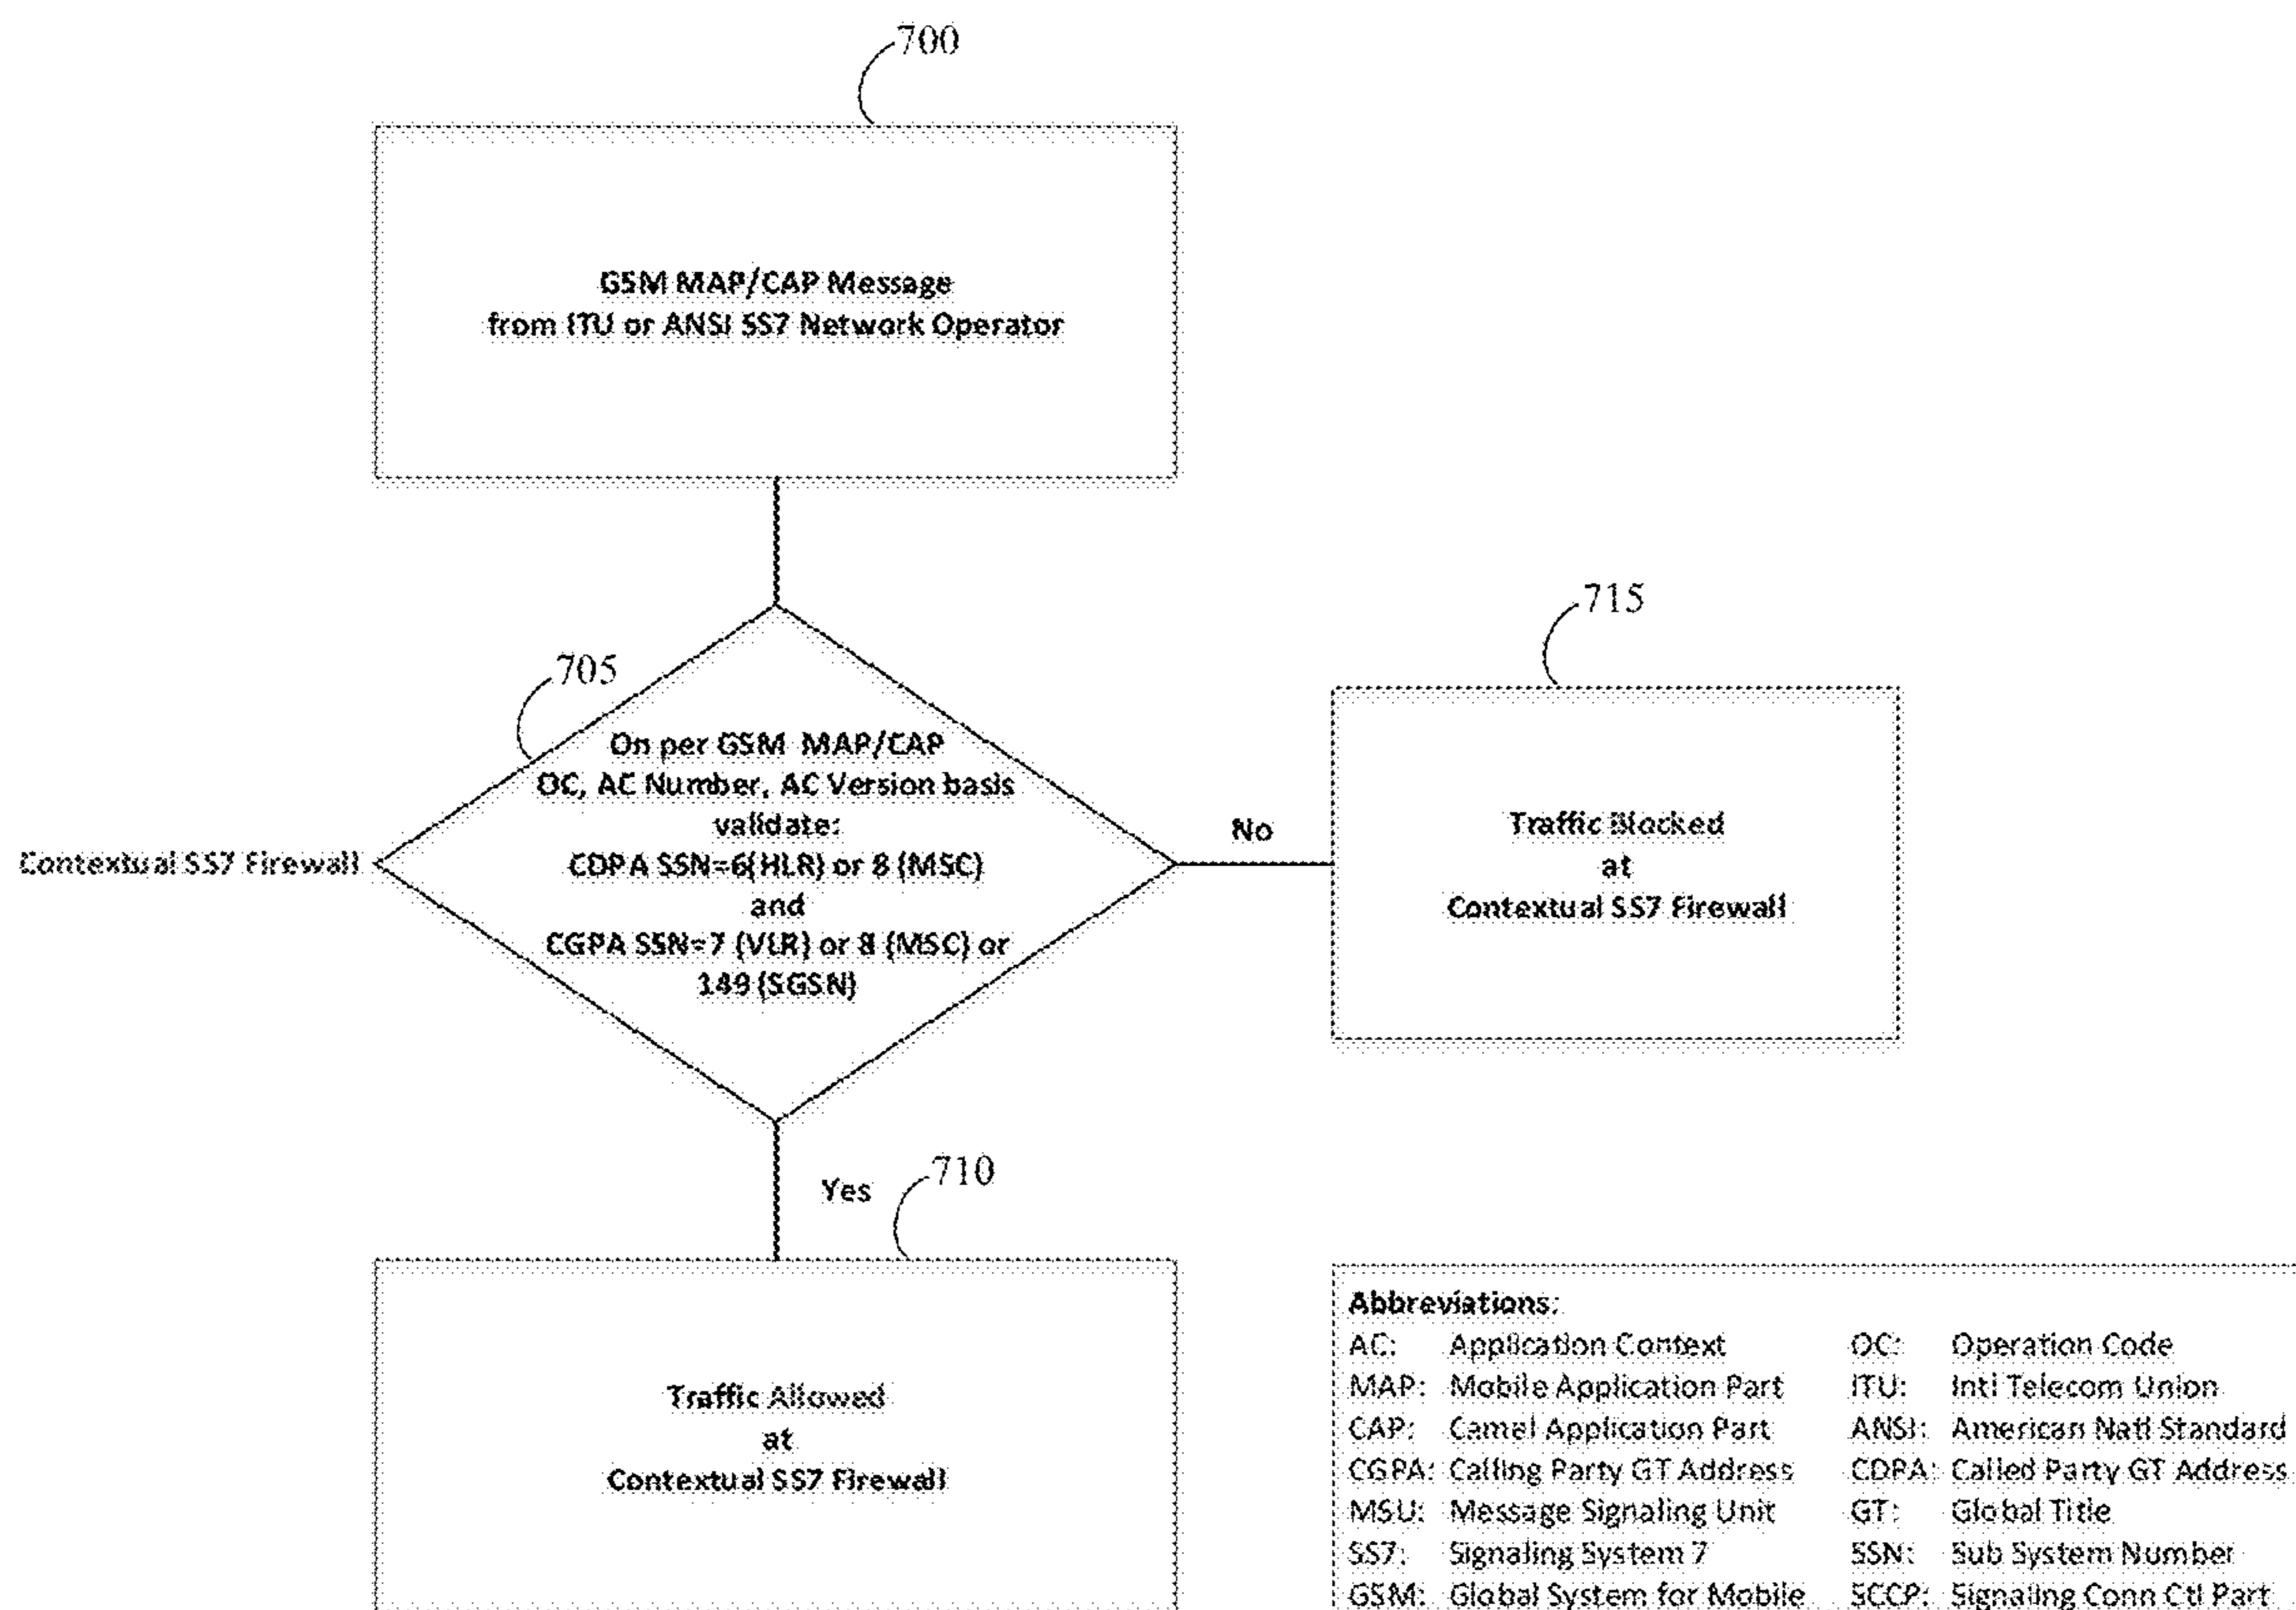 700
GSM MAP/CAP Message
from ITU or ANSI SS7 Network Operator
705
On per GSM MAP/CAP
OC, AC Number, AC Version basis
validate:
CDPA SSN=6(HLR) or 8 (MSC)
and
CGPA SSN=7 (VLR) or 8 (MSC) or
149 (SGSN)
Contextual SS7 Firewall
No
715
Traffic Blocked
at
Contextual SS7 Firewall
Yes
710
Traffic Allowed
at
Contextual SS7 Firewall
Abbreviations:
AC: Application Context OC: Operation Code
MAP: Mobile Application Part ITU: Intl Telecom Union
CAP: Camel Application Part ANSI: American Natl Standard
CGPA: Calling Party GT Address CDPA: Called Party GT Address
MSU: Message Signaling Unit GT: Global Title
SS7: Signaling System 7 SSN: Sub System Number
GSM: Global System for Mobile SCCP: Signaling Conn Ctl Part